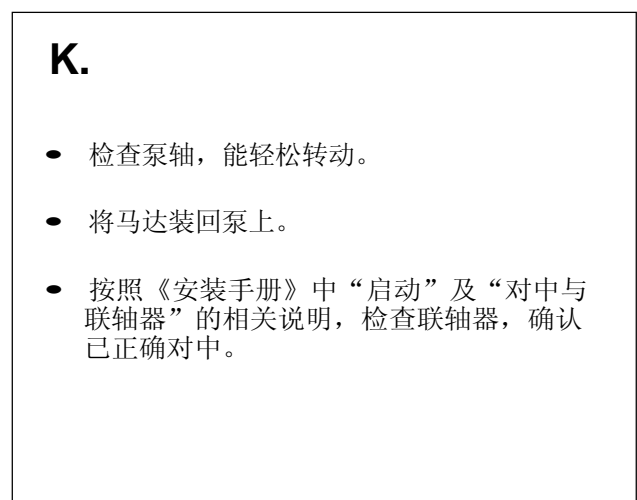 K.
• 检查泵轴，能轻松转动。
• 将马达装回泵上。
• 按照《安装手册》中“启动”及“对中与
联轴器”的相关说明，检查联轴器，确认
已正确对中。